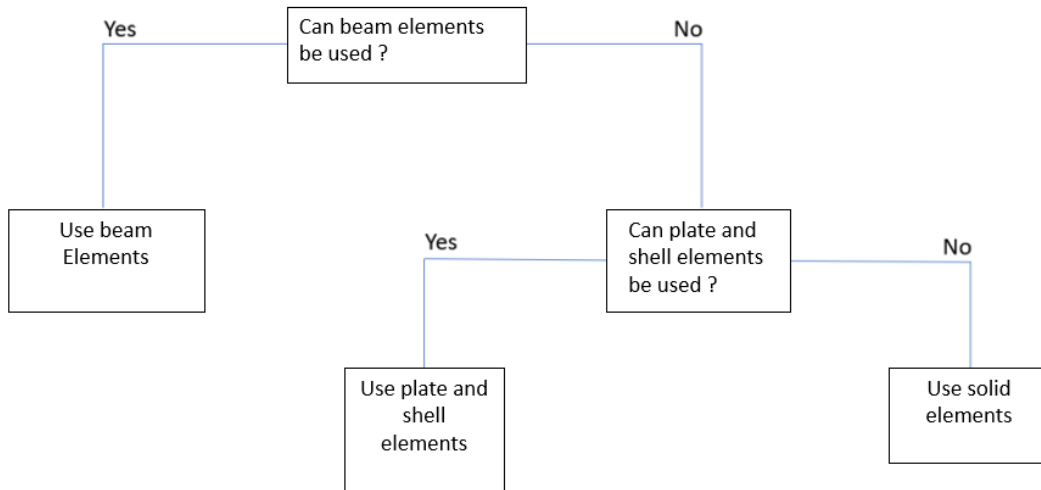 Yes
Can beam elements
be used ?
No
Use beam
Elements
Yes
Can plate and
shell elements
be used ?
No
Use plate and
shell
elements
Use solid
elements